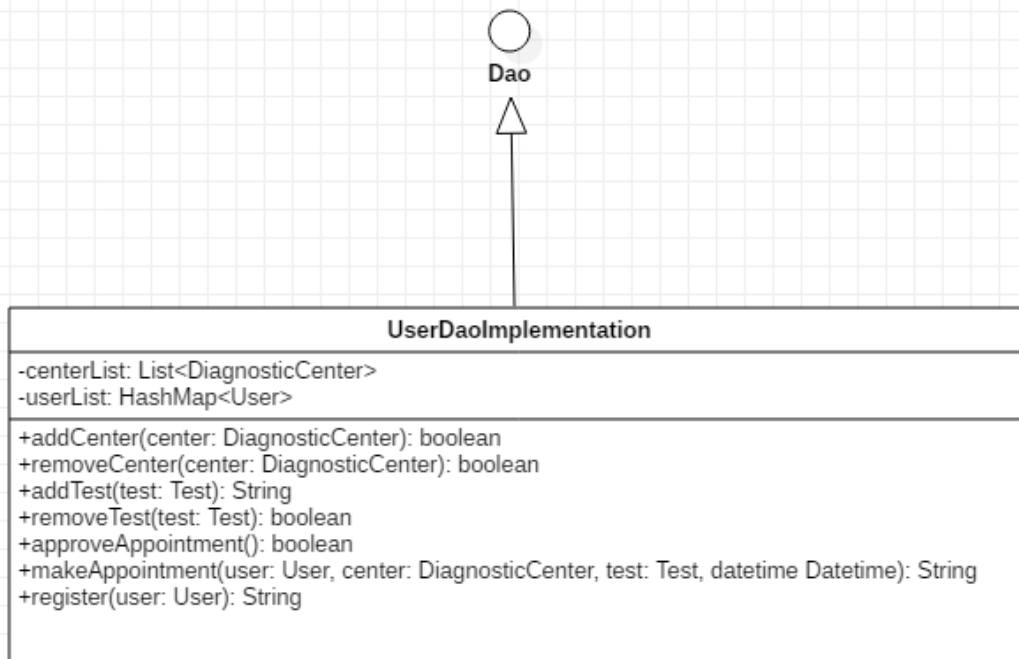 Dao
UserDaoImplementation
-centerList: List<DiagnosticCenter>
-userList: HashMap<User>
+addCenter(center: DiagnosticCenter): boolean
+removeCenter(center: DiagnosticCenter): boolean
+addTest(test: Test): String
+removeTest(test: Test): boolean
+approveAppointment(): boolean
+makeAppointment(user: User, center: DiagnosticCenter, test: Test, datetime Datetime): String
+register(user: User): String